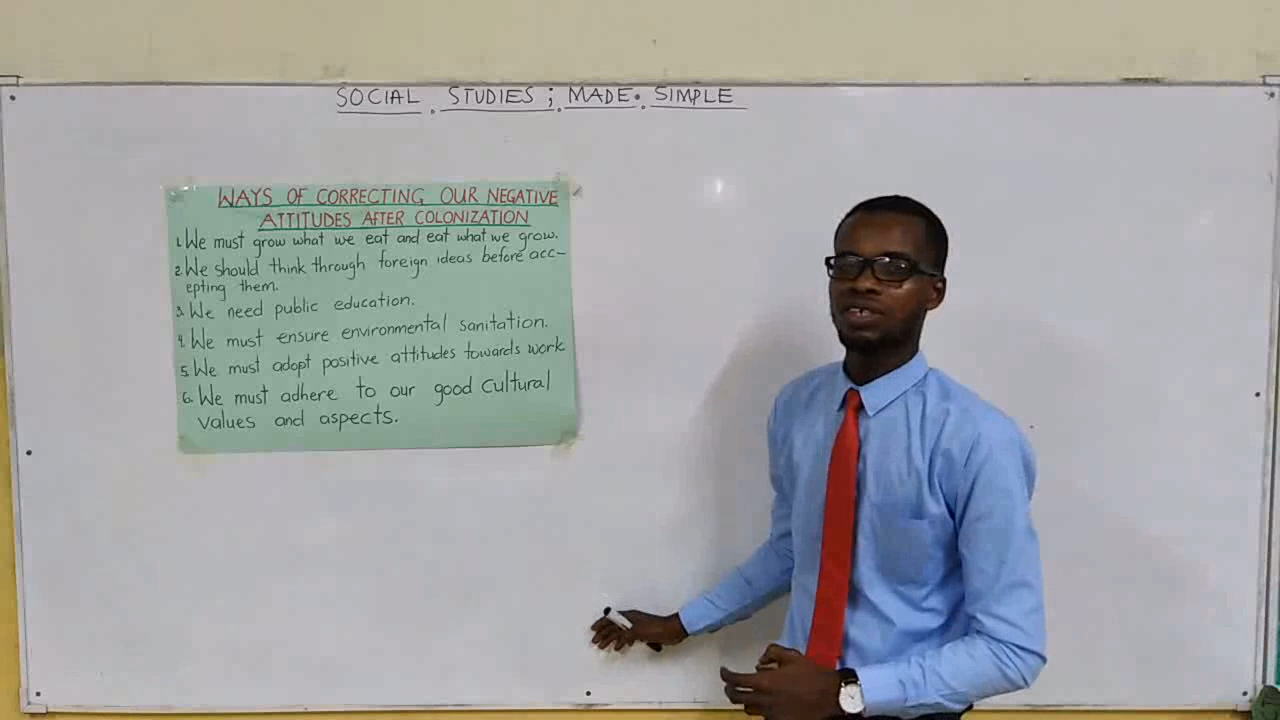 SOCIAL STUDIES ; MADE SIMPLE
WAYS OF CORRECTING OUR NEGATIVE
ATTITUDES AFTER COLONIZATION
1. We must grow what we eat and eat what we grow.
2. We should think through foreign ideas before acc-
epting them.
3. We need public education.
4. We must ensure environmental sanitation.
5. We must adopt positive attitudes towards work
6. We must adhere to our good cultural
values and aspects.